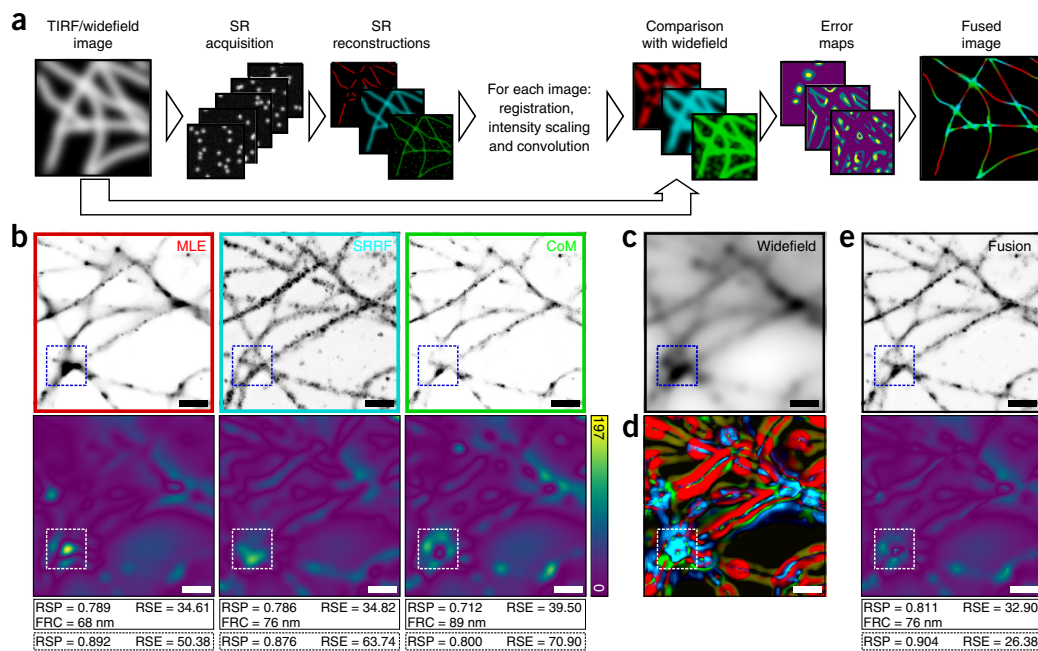 a
TIRF/widefield
image
SR
acquisition
SR
reconstructions
For each image:
registration,
intensity scaling
and convolution
Comparison
with widefield
Error
maps
Fused
image
b
MLE
SRRF
CoM
c
Widefield
e
Fusion
d
197
0
RSP = 0.789 RSE = 34.61
FRC = 68 nm
RSP = 0.892 RSE = 50.38
RSP = 0.786 RSE = 34.82
FRC = 76 nm
RSP = 0.876 RSE = 63.74
RSP = 0.712 RSE = 39.50
FRC = 89 nm
RSP = 0.800 RSE = 70.90
RSP = 0.811 RSE = 32.90
FRC = 76 nm
RSP = 0.904 RSE = 26.38